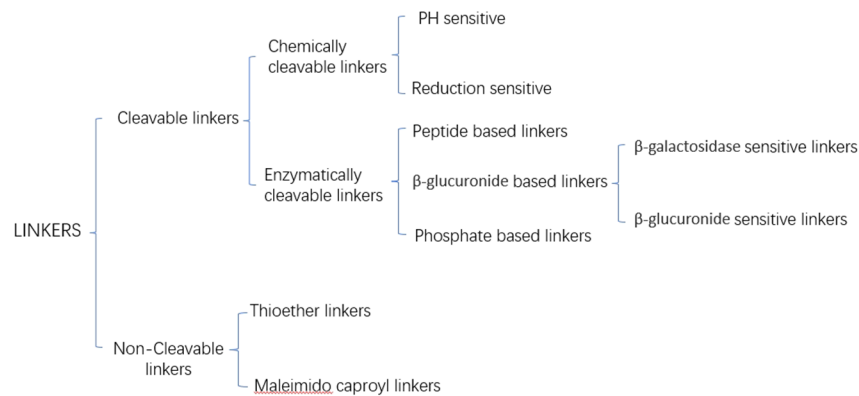 PH sensitive
Chemically
cleavable linkers
Reduction sensitive
Cleavable linkers
Peptide based linkers
β-galactosidase sensitive linkers
Enzymatically
cleavable linkers
β-glucuronide based linkers
β-glucuronide sensitive linkers
Phosphate based linkers
LINKERS
Thioether linkers
Non-Cleavable
linkers
Maleimido caproyl linkers